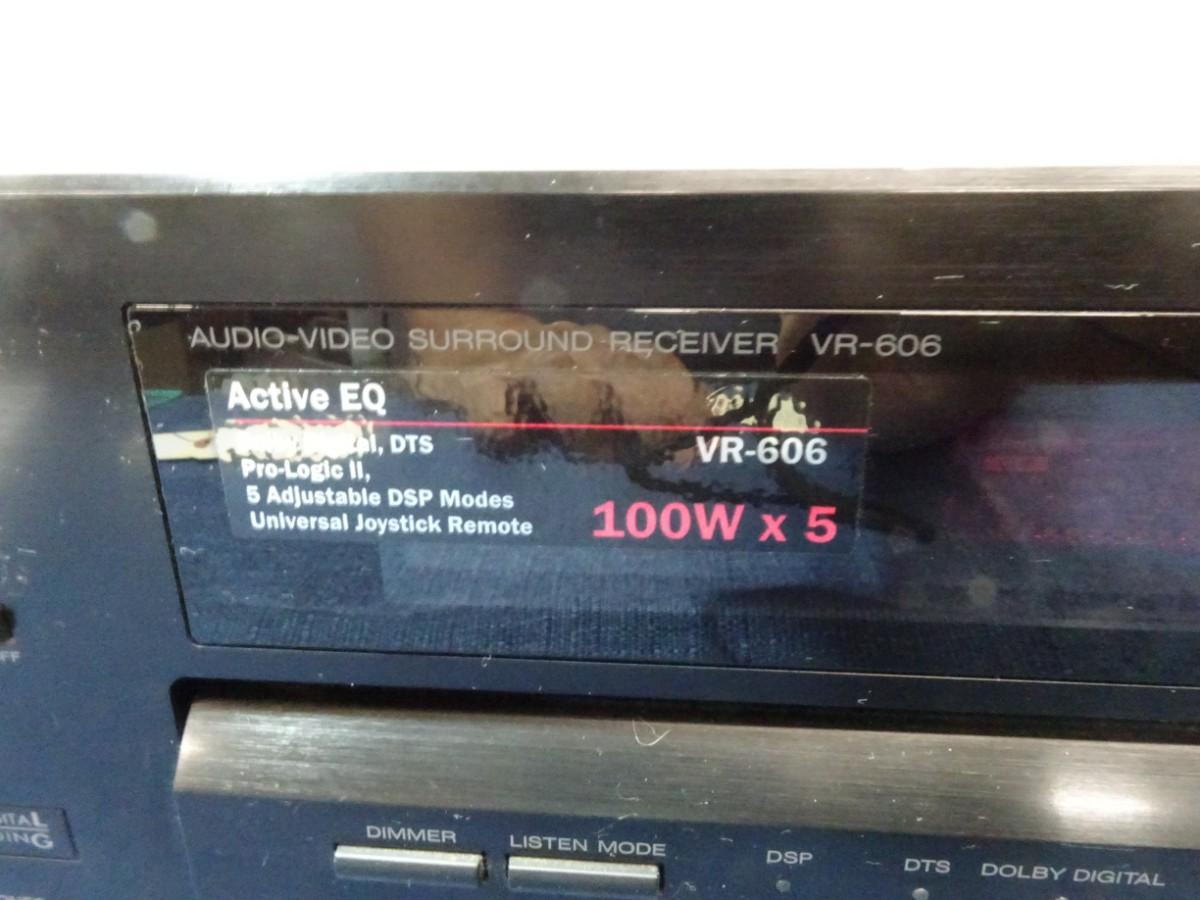 AUDIO-VIDEO SURROUND RECEIVER VR-606
Active EQ
DTS
VR-606
Pro-Logic II,
5 Adjustable DSP Modes
Universal Joystick Remote
100W x 5
DIMMER
LISTEN MODE
DSP
DTS
DOLBY DIGITAL